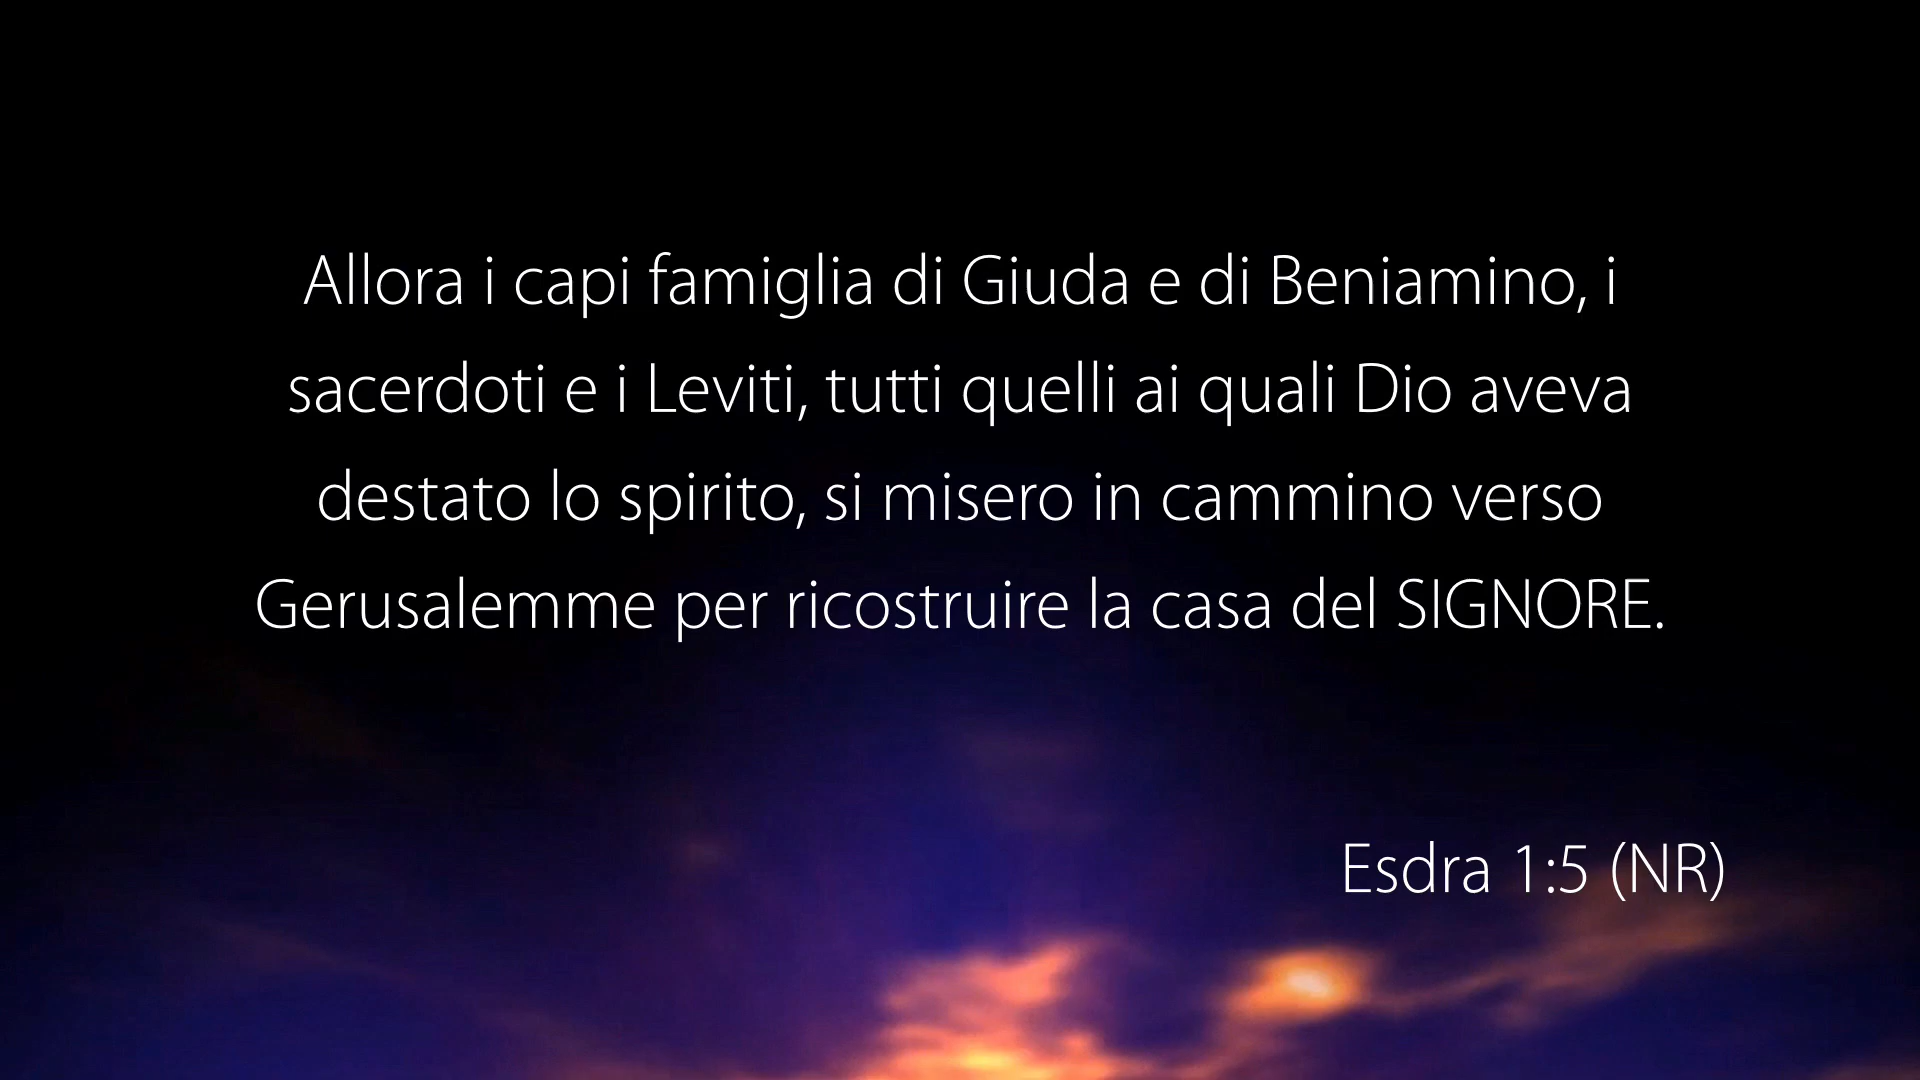 Allora i capi famiglia di Giuda e di Beniamino, i
sacerdoti e i Leviti, tutti quelli ai quali Dio aveva
destato lo spirito, si misero in cammino verso
Gerusalemme per ricostruire la casa del SIGNORE.
Esdra 1:5 (NR)